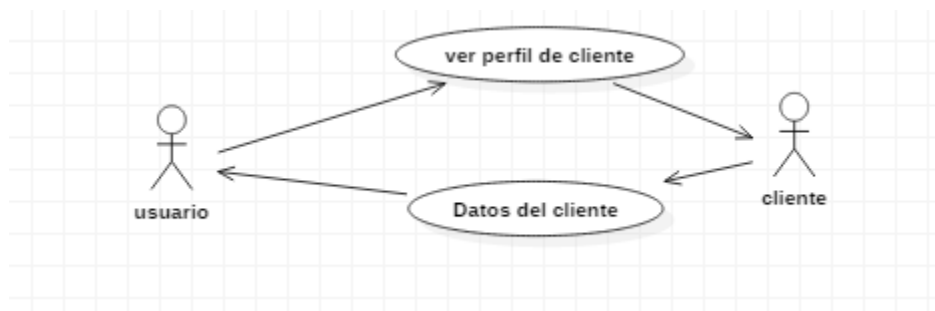 ver perfil de cliente
usuario
cliente
Datos del cliente